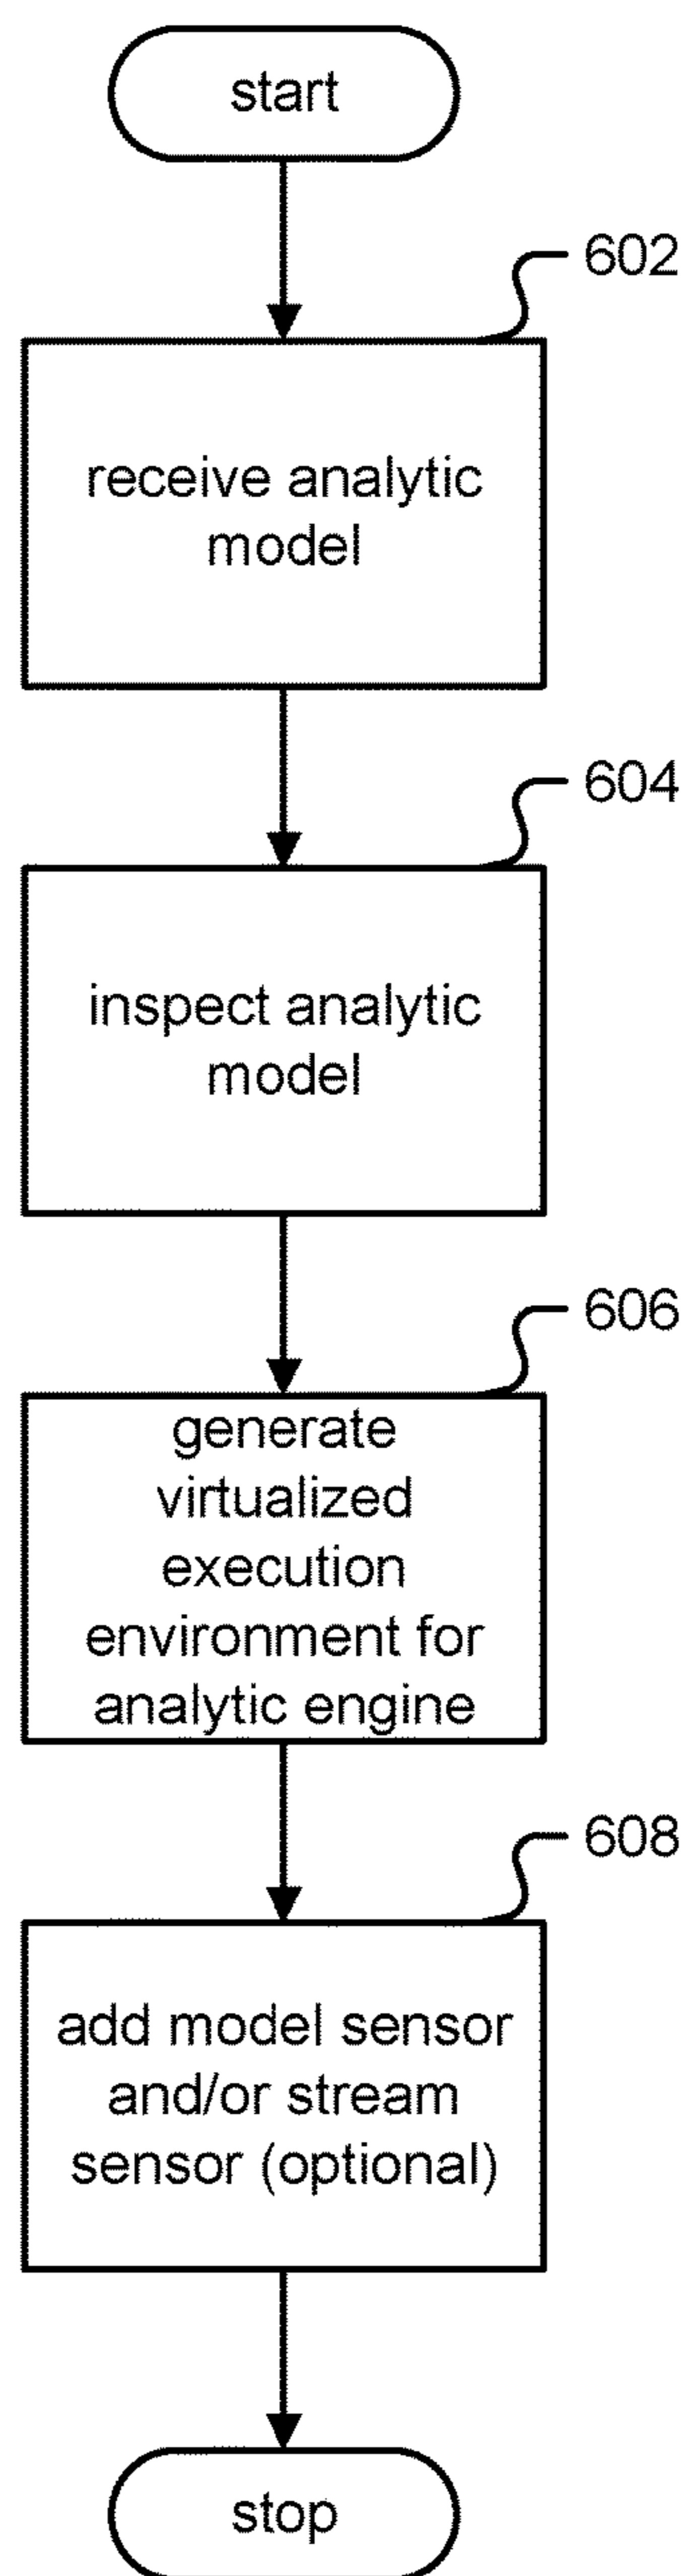 start
602
receive analytic
model
604
inspect analytic
model
606
generate
virtualized
execution
environment for
analytic engine
608
add model sensor
and/or stream
sensor (optional)
stop